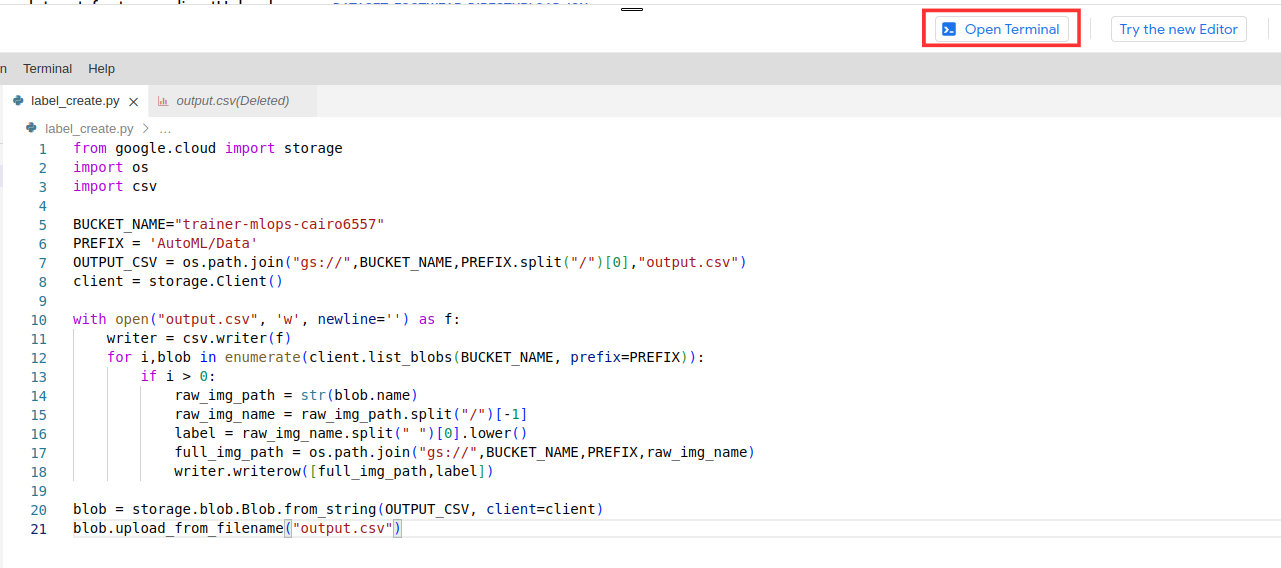 Open Terminal
Try the new Editor
n Terminal Help
label_create.py
output.csv(Deleted)
label_create.py > ...
1 from google.cloud import storage
2 import os
3 import csv
4
5 BUCKET_NAME="trainer-mlops-cairo6557"
6 PREFIX = 'AutoML/Data'
7 OUTPUT_CSV = os.path.join("gs://",BUCKET_NAME,PREFIX.split("/")[0],"output.csv")
8 client = storage.Client()
9
10 with open("output.csv", 'w', newline='') as f:
11     writer = csv.writer(f)
12     for i,blob in enumerate(client.list_blobs(BUCKET_NAME, prefix=PREFIX)):
13         if i > 0:
14             raw_img_path = str(blob.name)
15             raw_img_name = raw_img_path.split("/")[-1]
16             label = raw_img_name.split(" ")[0].lower()
17             full_img_path = os.path.join("gs://",BUCKET_NAME,PREFIX,raw_img_name)
18             writer.writerow([full_img_path,label])
19
20 blob = storage.blob.Blob.from_string(OUTPUT_CSV, client=client)
21 blob.upload_from_filename("output.csv")